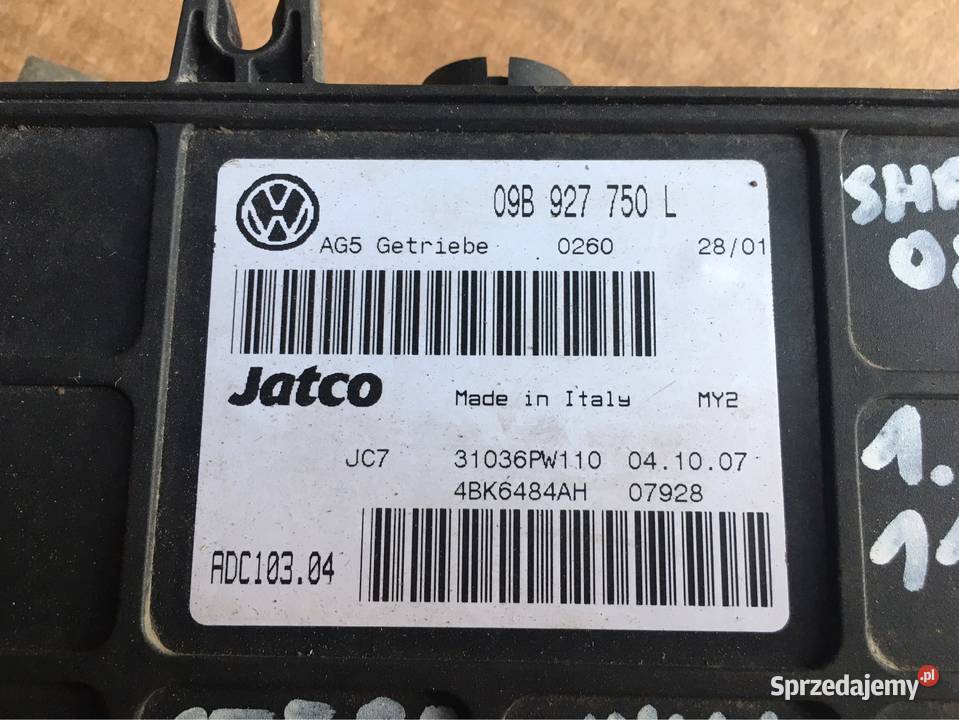 09B 927 750 L
AG5 Getriebe 0260 28/01
Jatco Made in Italy MY2
JC7 31036PW110 04.10.07
4BK6484AH 07928
ADC103.04
1.
Sprzedajemy.pl